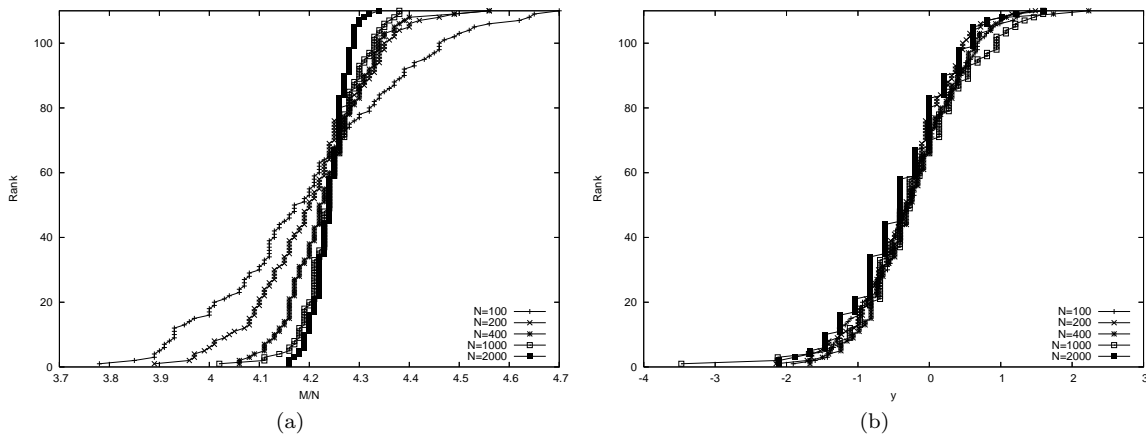 Rank
100
80
60
40
20
0
3.7 3.8 3.9 4 4.1 4.2 4.3 4.4 4.5 4.6 4.7
M/N
N=100
N=200
N=400
N=1000
N=2000
(a)
Rank
100
80
60
40
20
0
-4 -3 -2 -1 0 1 2 3
y
N=100
N=200
N=400
N=1000
N=2000
(b)